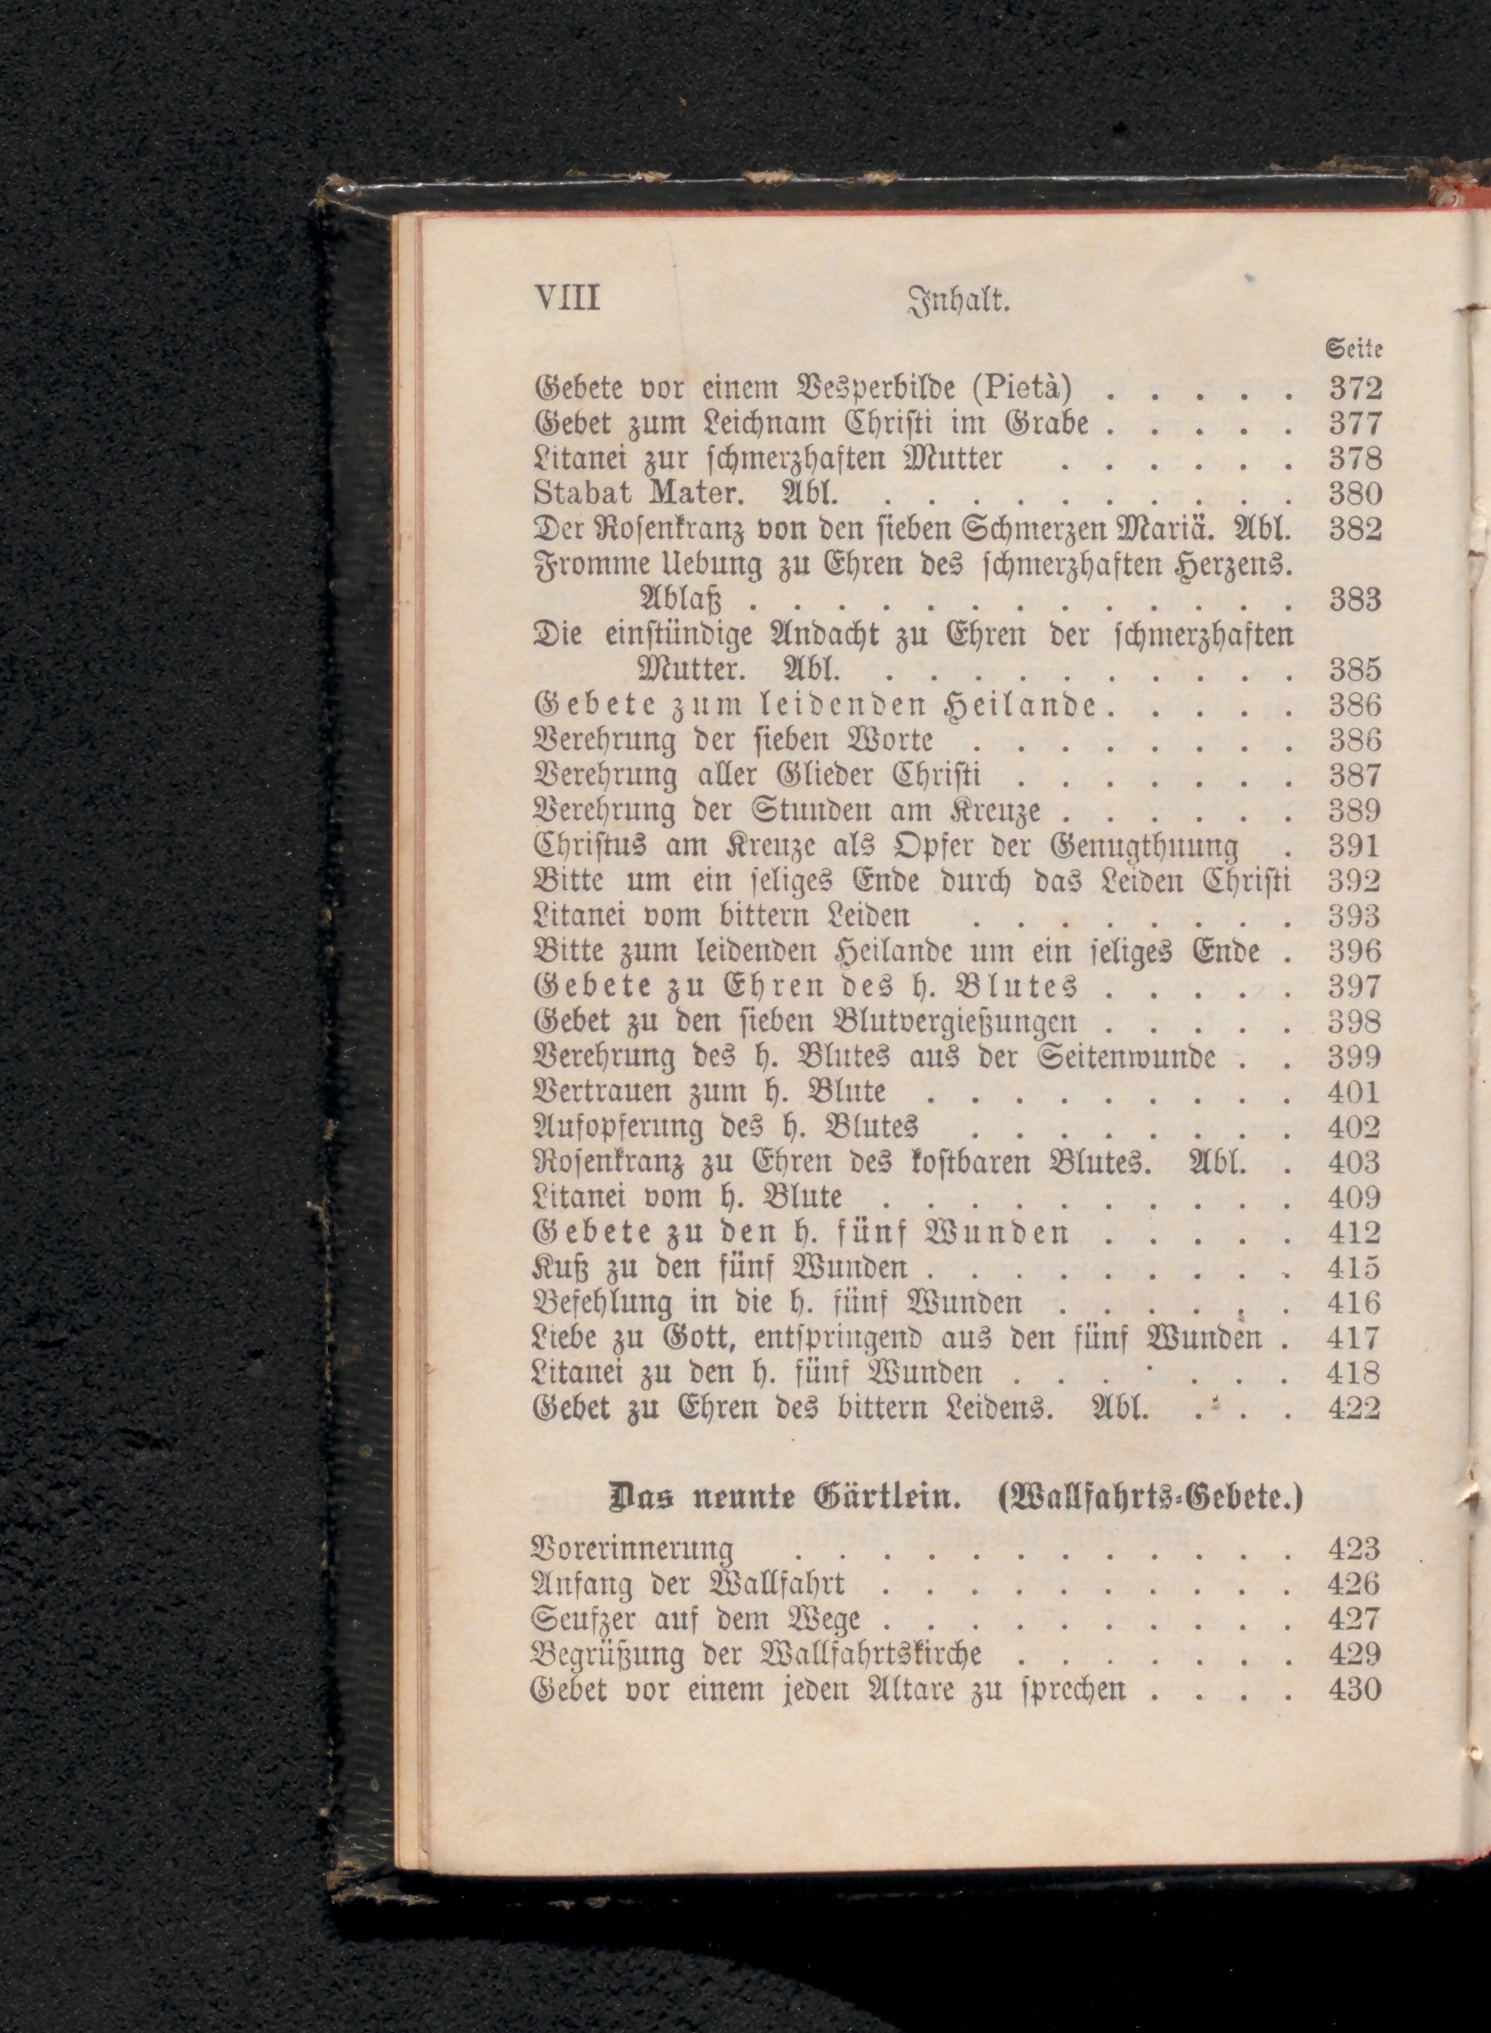 VIII Inhalt.
Seite
Gebete vor einem Vesperbilde (Pietà) . . . . . 372
Gebet zum Leichnam Christi im Grabe . . . . . 377
Litanei zur schmerzhaften Mutter . . . . . . 378
Stabat Mater. Abl. . . . . . . . . . . 380
Der Rosenkranz von den sieben Schmerzen Mariä. Abl. 382
Fromme Uebung zu Ehren des schmerzhaften Herzens.
Ablaß . . . . . . . . . . . . . 383
Die einstündige Andacht zu Ehren der schmerzhaften
Mutter. Abl. . . . . . . . . . . 385
Gebete zum leidenden Heilande . . . . . 386
Verehrung der sieben Worte . . . . . . . . 386
Verehrung aller Glieder Christi . . . . . . . 387
Verehrung der Stunden am Kreuze . . . . . . 389
Christus am Kreuze als Opfer der Genugthuung . 391
Bitte um ein seliges Ende durch das Leiden Christi 392
Litanei vom bittern Leiden . . . . . . . . 393
Bitte zum leidenden Heilande um ein seliges Ende . 396
Gebete zu Ehren des h. Blutes . . . . . 397
Gebet zu den sieben Blutvergießungen . . . . . 398
Verehrung des h. Blutes aus der Seitenwunde . . 399
Vertrauen zum h. Blute . . . . . . . . . 401
Aufopferung des h. Blutes . . . . . . . . 402
Rosenkranz zu Ehren des kostbaren Blutes. Abl. . 403
Litanei vom h. Blute . . . . . . . . . . 409
Gebete zu den h. fünf Wunden . . . . . 412
Kuß zu den fünf Wunden . . . . . . . . . 415
Befehlung in die h. fünf Wunden . . . . . . 416
Liebe zu Gott, entspringend aus den fünf Wunden . 417
Litanei zu den h. fünf Wunden . . . . . . . 418
Gebet zu Ehren des bittern Leidens. Abl. . . . 422
Das neunte Gärtlein. (Wallfahrts-Gebete.)
Vorerinnerung . . . . . . . . . . . . 423
Anfang der Wallfahrt . . . . . . . . . . 426
Seufzer auf dem Wege . . . . . . . . . . 427
Begrüßung der Wallfahrtskirche . . . . . . . 429
Gebet vor einem jeden Altare zu sprechen . . . . 430